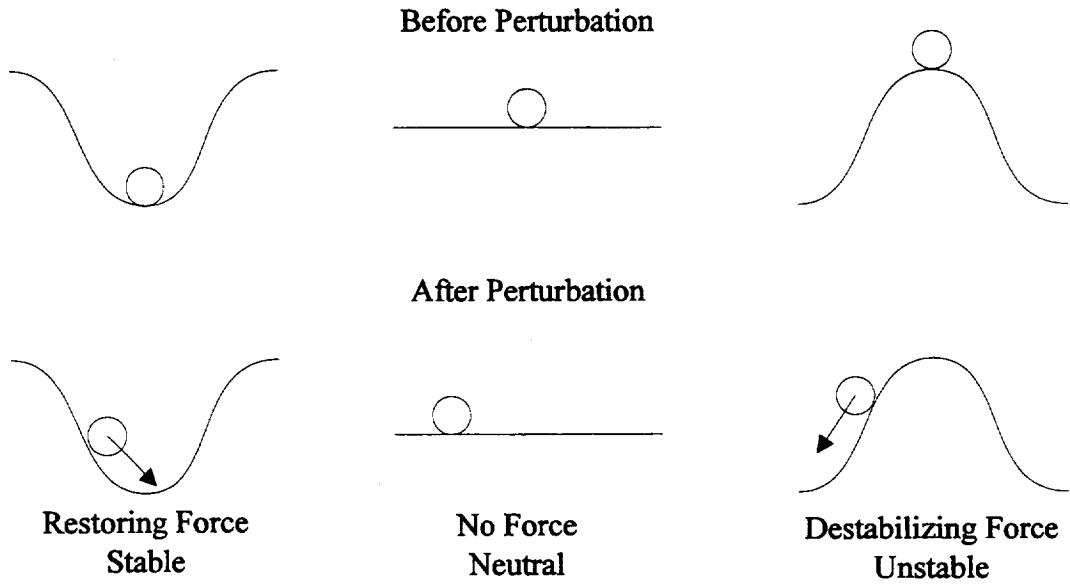 Before Perturbation
After Perturbation
Restoring Force
Stable
No Force
Neutral
Destabilizing Force
Unstable